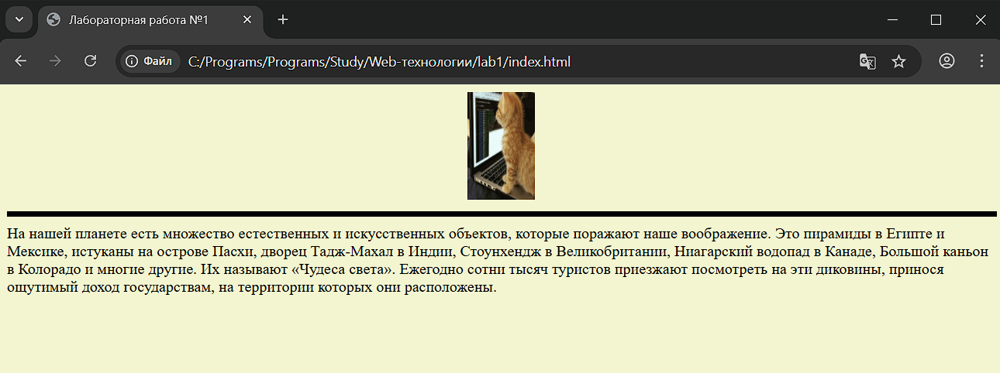 Лабораторная работа №1
Файл
C:/Programs/Programs/Study/Web-технологии/lab1/index.html
На нашей планете есть множество естественных и искусственных объектов, которые поражают наше воображение. Это пирамиды в Египте и
Мексике, истуканы на острове Пасхи, дворец Тадж-Махал в Индии, Стоунхендж в Великобритании, Ниагарский водопад в Канаде, Большой каньон
в Колорадо и многие другие. Их называют «Чудеса света». Ежегодно сотни тысяч туристов приезжают посмотреть на эти диковины, принося
ощутимый доход государствам, на территории которых они расположены.